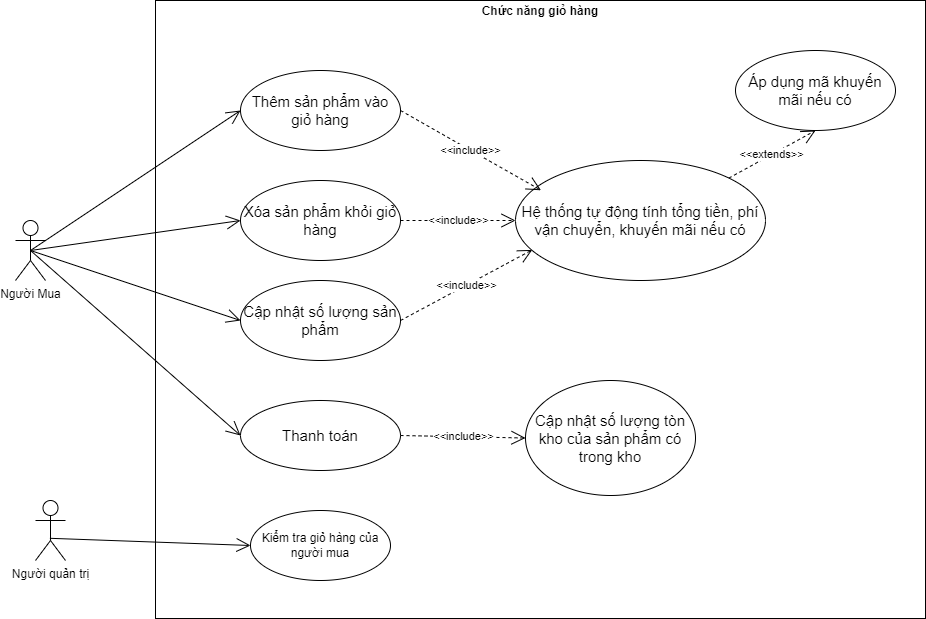 Chức năng giỏ hàng
Áp dụng mã khuyến
mãi nếu có
<<extends>>
Thêm sản phẩm vào
giỏ hàng
<<include>>
Xóa sản phẩm khỏi giỏ
hàng
<<include>>
Hệ thống tự động tính tổng tiền, phí
vận chuyển, khuyến mãi nếu có
Người Mua
<<include>>
Cập nhật số lượng sản
phẩm
Thanh toán
<<include>>
Cập nhật số lượng tòn
kho của sản phẩm có
trong kho
Người quản trị
Kiểm tra giỏ hàng của
người mua